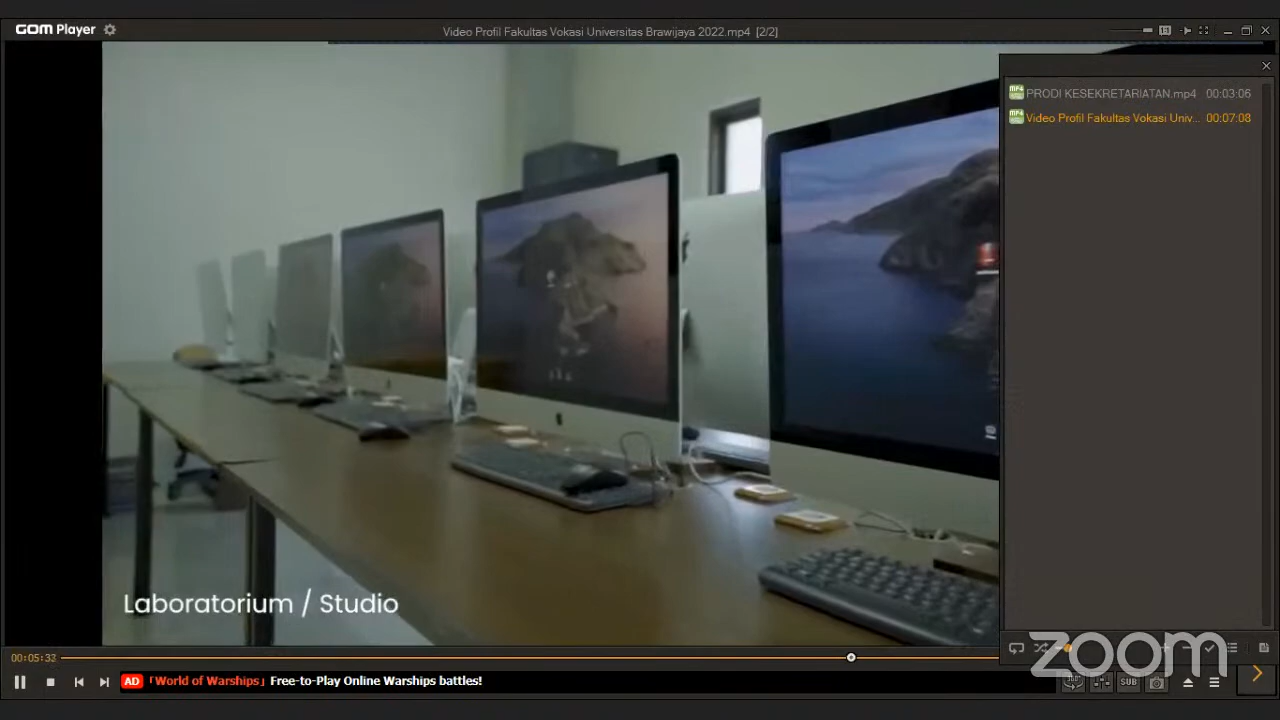 GOM Player
Video Profil Fakultas Vokasi Universitas Brawijaya 2022.mp4 [2/2]
PRODI KESEKRETARIATAN.mp4 00:03:06
Video Profil Fakultas Vokasi Univ... 00:07:08
Laboratorium / Studio
zoom
00:05:33
AD 「World of Warships」 Free-to-Play Online Warships battles!
360°
SUB